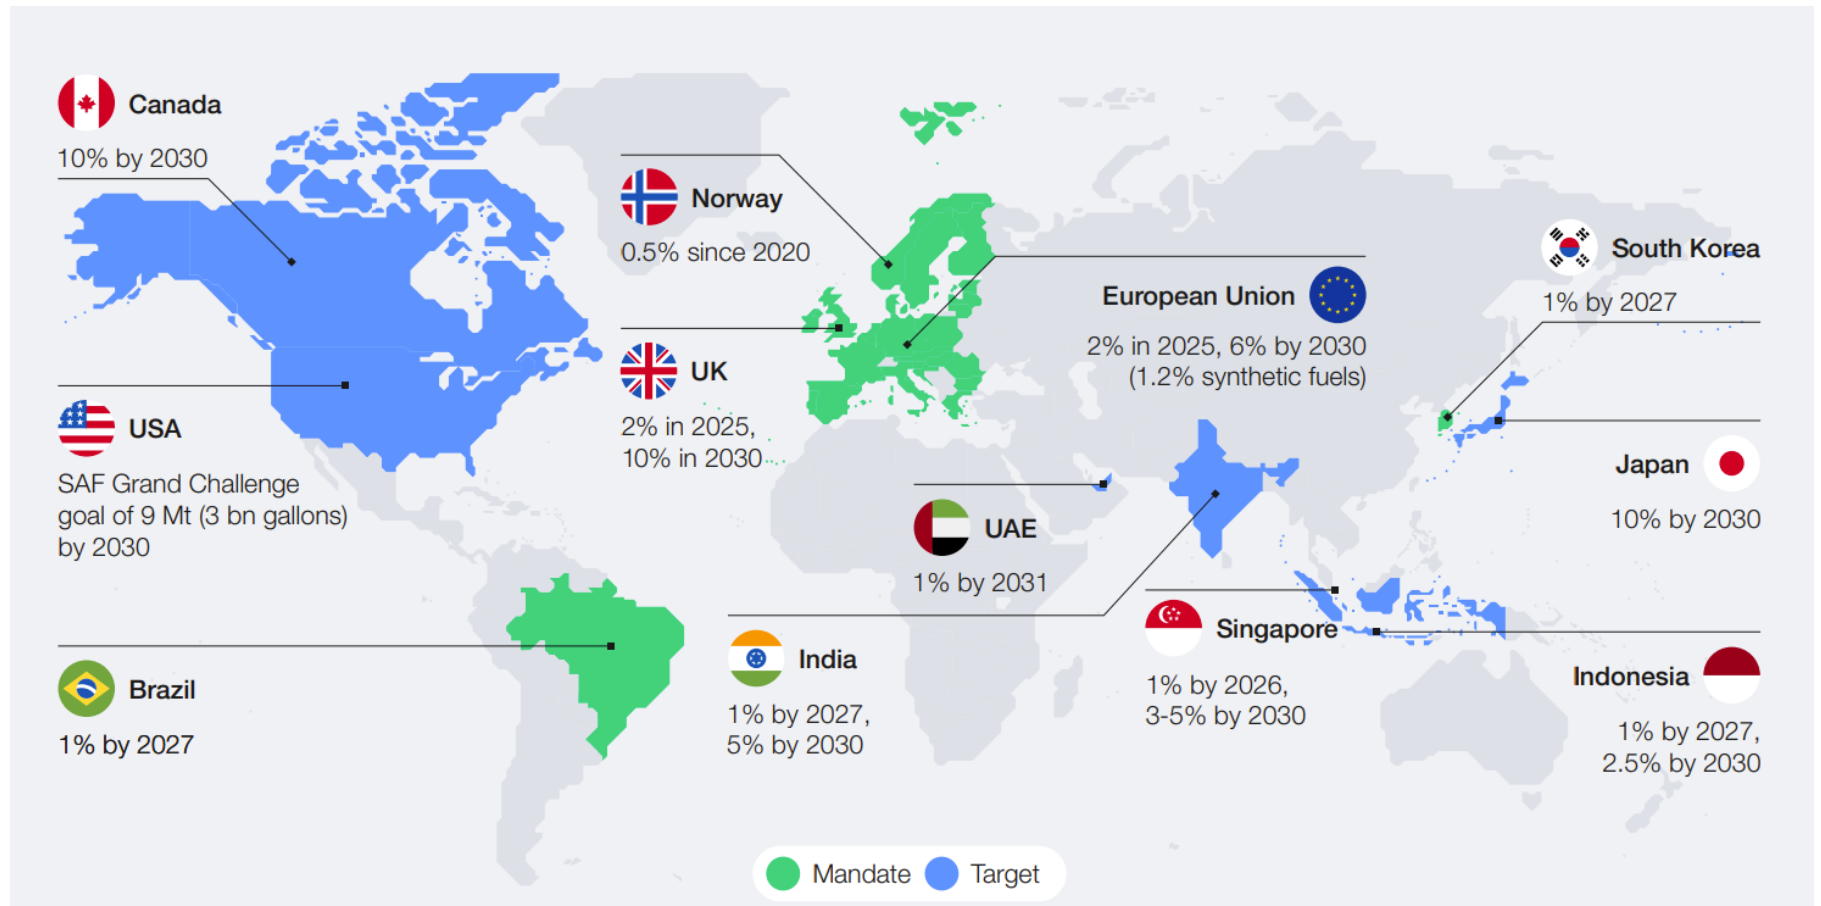 Canada
10% by 2030
Norway
0.5% since 2020
South Korea
1% by 2027
European Union
2% in 2025, 6% by 2030
(1.2% synthetic fuels)
UK
2% in 2025,
10% in 2030
USA
SAF Grand Challenge
goal of 9 Mt (3 bn gallons)
by 2030
Japan
10% by 2030
UAE
1% by 2031
Singapore
1% by 2026,
3-5% by 2030
Brazil
1% by 2027
India
1% by 2027,
5% by 2030
Indonesia
1% by 2027,
2.5% by 2030
Mandate
Target